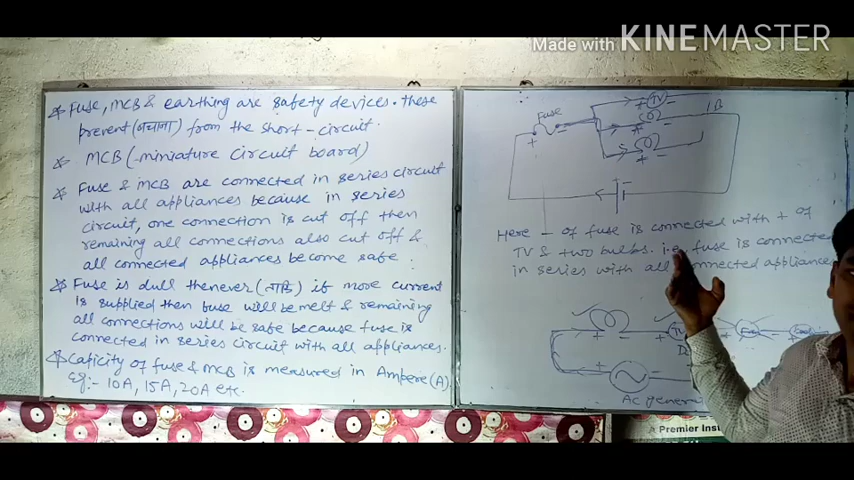 Made with KINEMASTER
* Fuse, MCB & earthing are safety devices. these
prevent (बचाना) from the short-circuit.
* MCB (miniature circuit board)
* Fuse & MCB are connected in series circuit
with all appliances because in series
circuit, one connection is cut off then
remaining all connections also cut off &
all connected appliances become safe.
* Fuse is dull thenever (ताकि) if more current
is supplied then fuse will be melt & remaining
all connections will be safe because fuse is
connected in series circuit with all appliances.
* Capicity of fuse & MCB is measured in Ampere (A)
Eg:- 10A, 15A, 20A etc.
Fuse
TV
+ -
+ -
+ -
+
-
Here - of fuse is connected with + of
TV & two bulbs. i.e. fuse is connected
in series with all connected appliance
+ -
+
+ -
AC gener
A Premier Ins